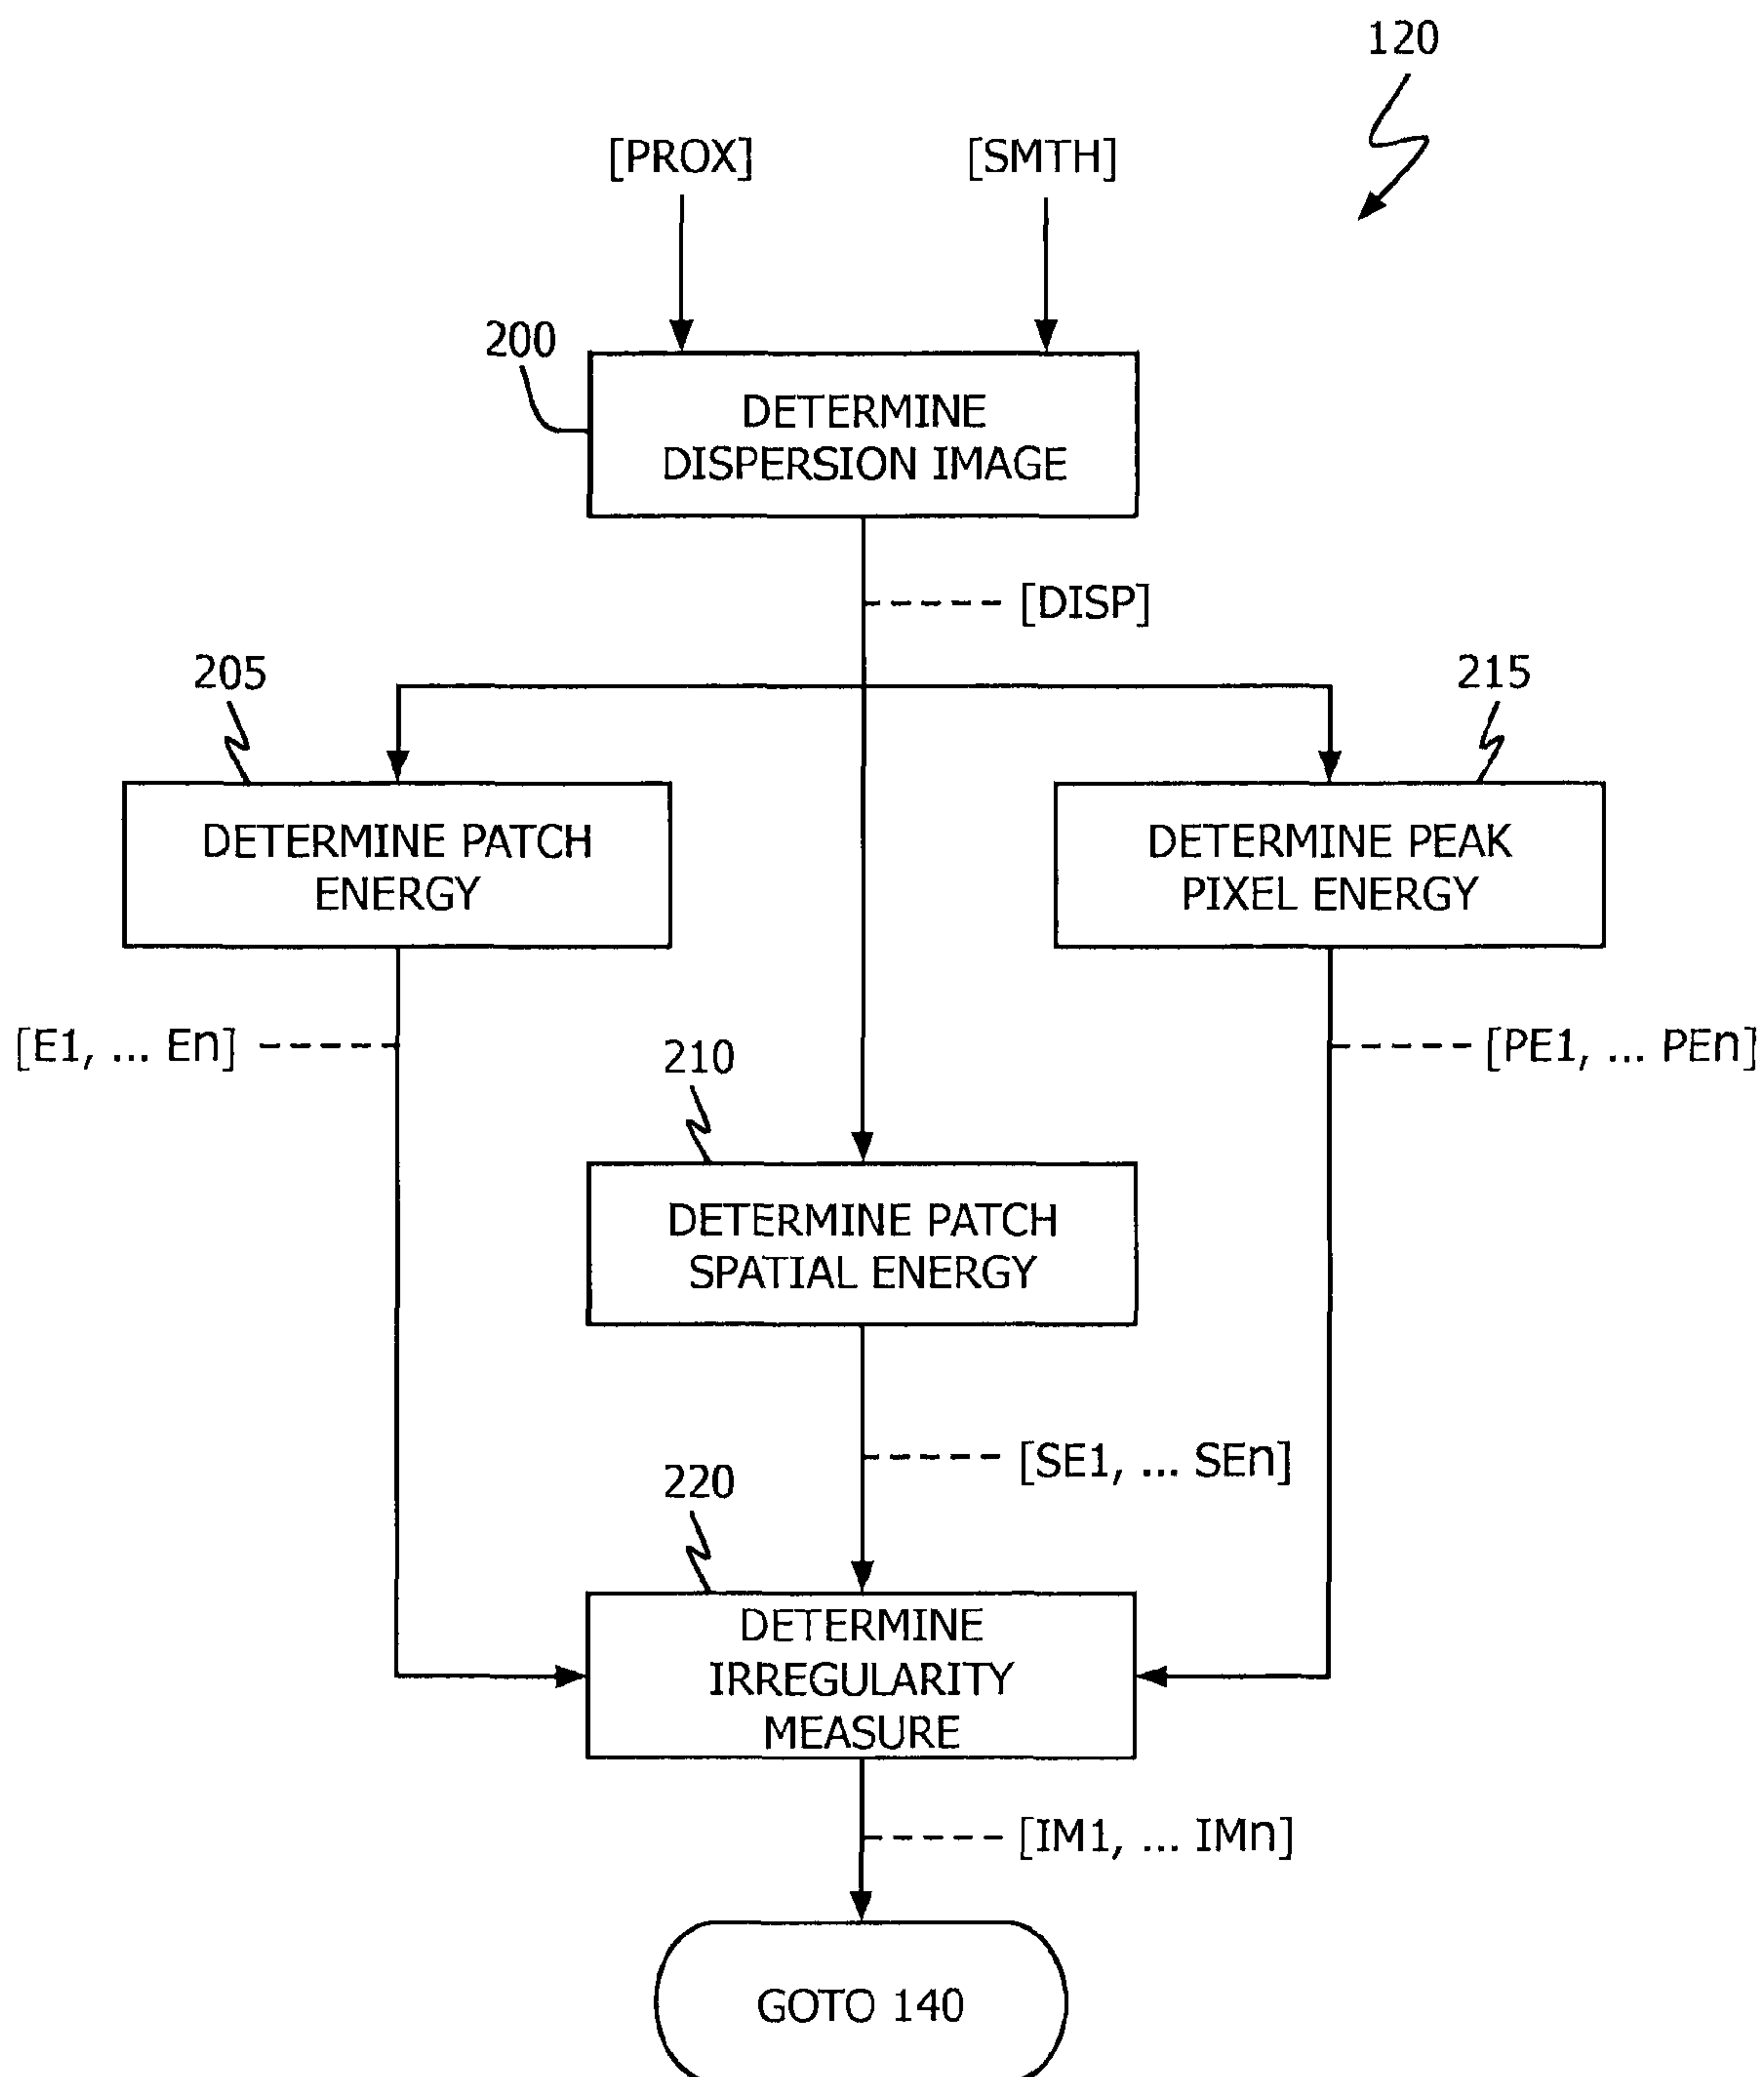 120
[PROX] [SMTH]
200
DETERMINE
DISPERSION IMAGE
[DISP]
205
215
DETERMINE PATCH
ENERGY
DETERMINE PEAK
PIXEL ENERGY
[E1, ... En]
210
[PE1, ... PEn]
DETERMINE PATCH
SPATIAL ENERGY
[SE1, ... SEn]
220
DETERMINE
IRREGULARITY
MEASURE
[IM1, ... IMn]
GOTO 140